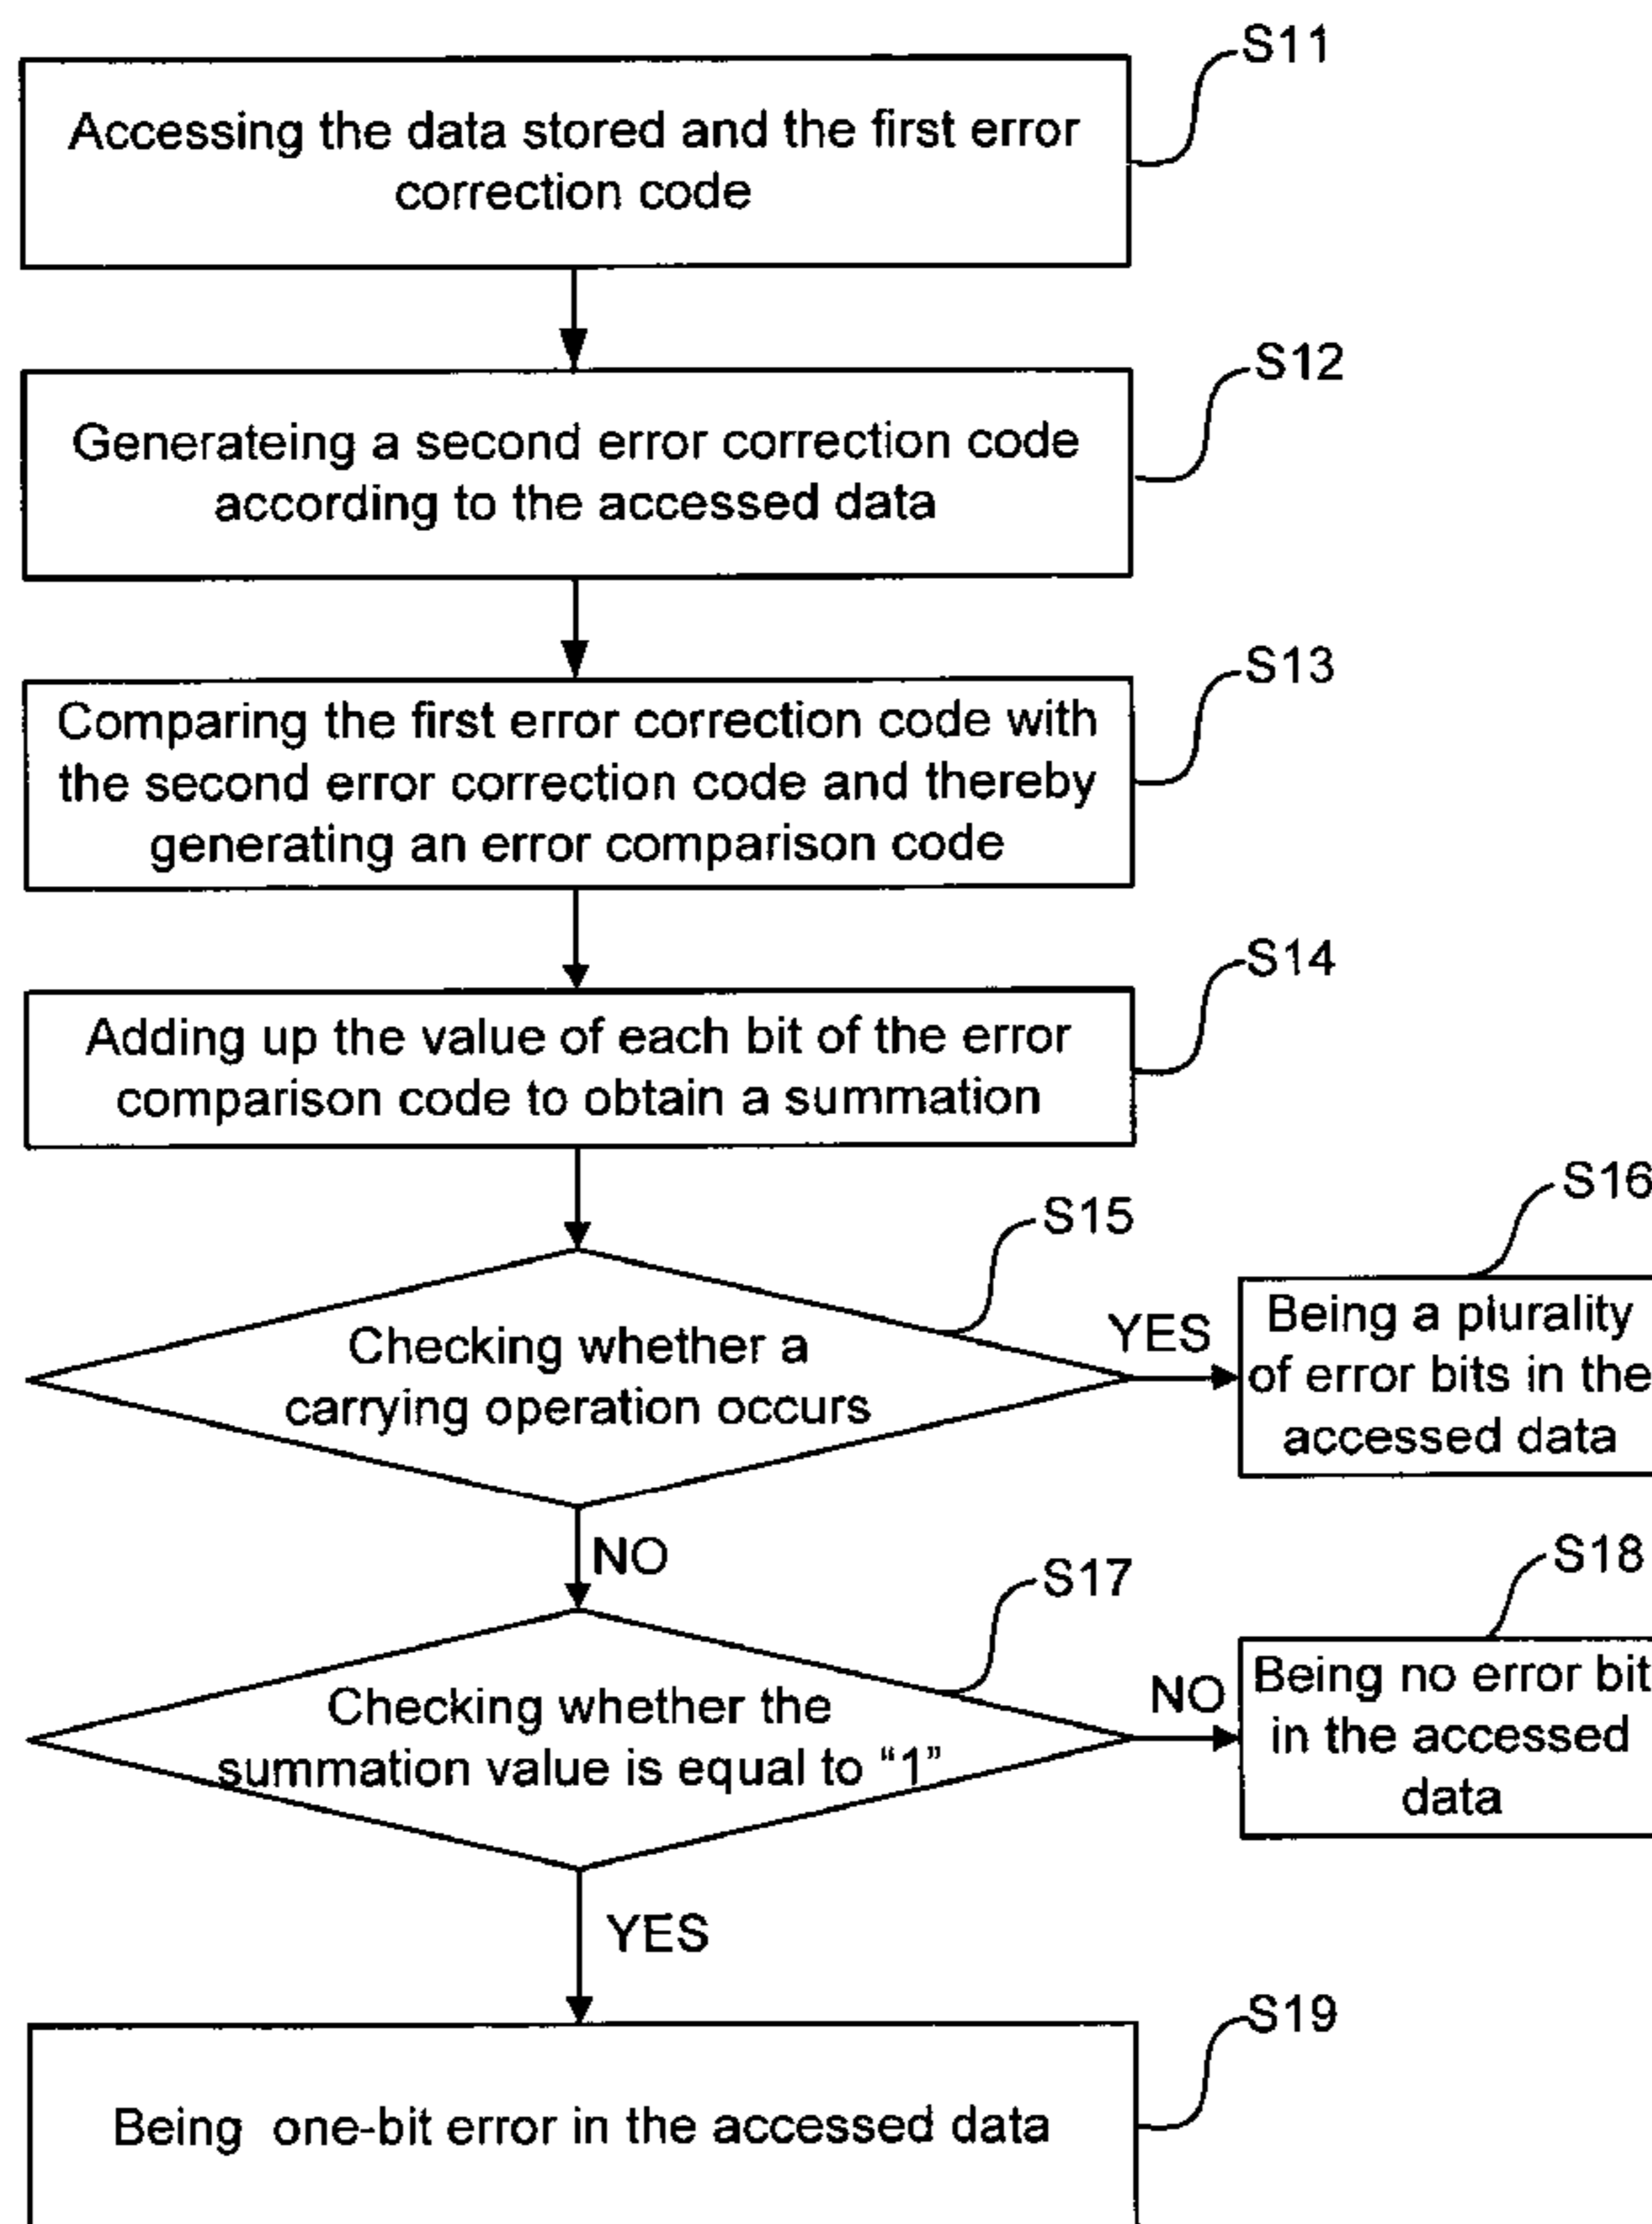 S11
Accessing the data stored and the first error
correction code
S12
Generateing a second error correction code
according to the accessed data
S13
Comparing the first error correction code with
the second error correction code and thereby
generating an error comparison code
S14
Adding up the value of each bit of the error
comparison code to obtain a summation
S15
Checking whether a
carrying operation occurs
YES
S16
Being a plurality
of error bits in the
accessed data
NO
S17
Checking whether the
summation value is equal to “1”
NO
S18
Being no error bit
in the accessed
data
YES
S19
Being one-bit error in the accessed data